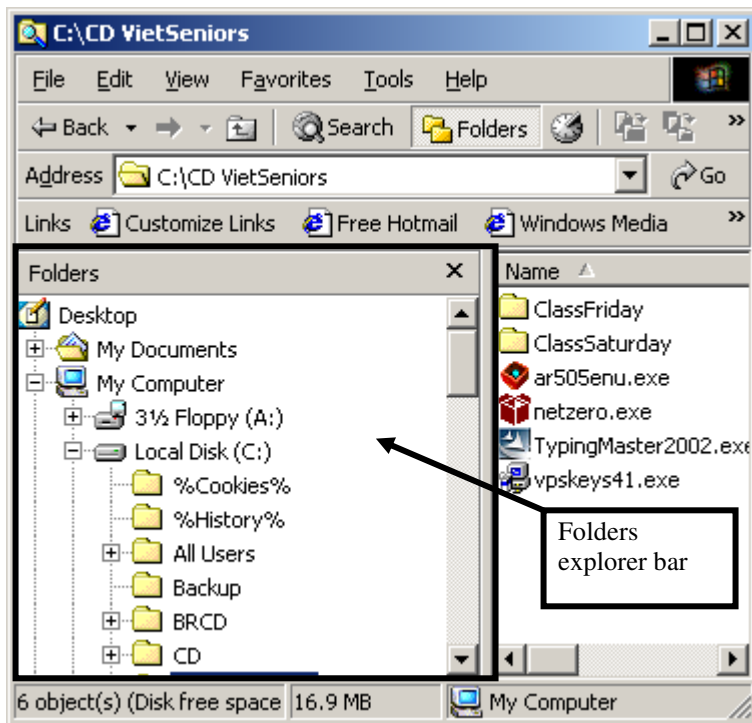 C:\CD VietSeniors
File Edit View Favorites Tools Help
Back Search Folders »
Address C:\CD VietSeniors Go
Links Customize Links Free Hotmail Windows Media »
Folders
Desktop
My Documents
My Computer
3½ Floppy (A:)
Local Disk (C:)
%Cookies%
%History%
All Users
Backup
BRCD
CD
Name
ClassFriday
ClassSaturday
ar505enu.exe
netzero.exe
TypingMaster2002.exe
vpskeys41.exe
Folders
explorer bar
6 object(s) (Disk free space 16.9 MB My Computer